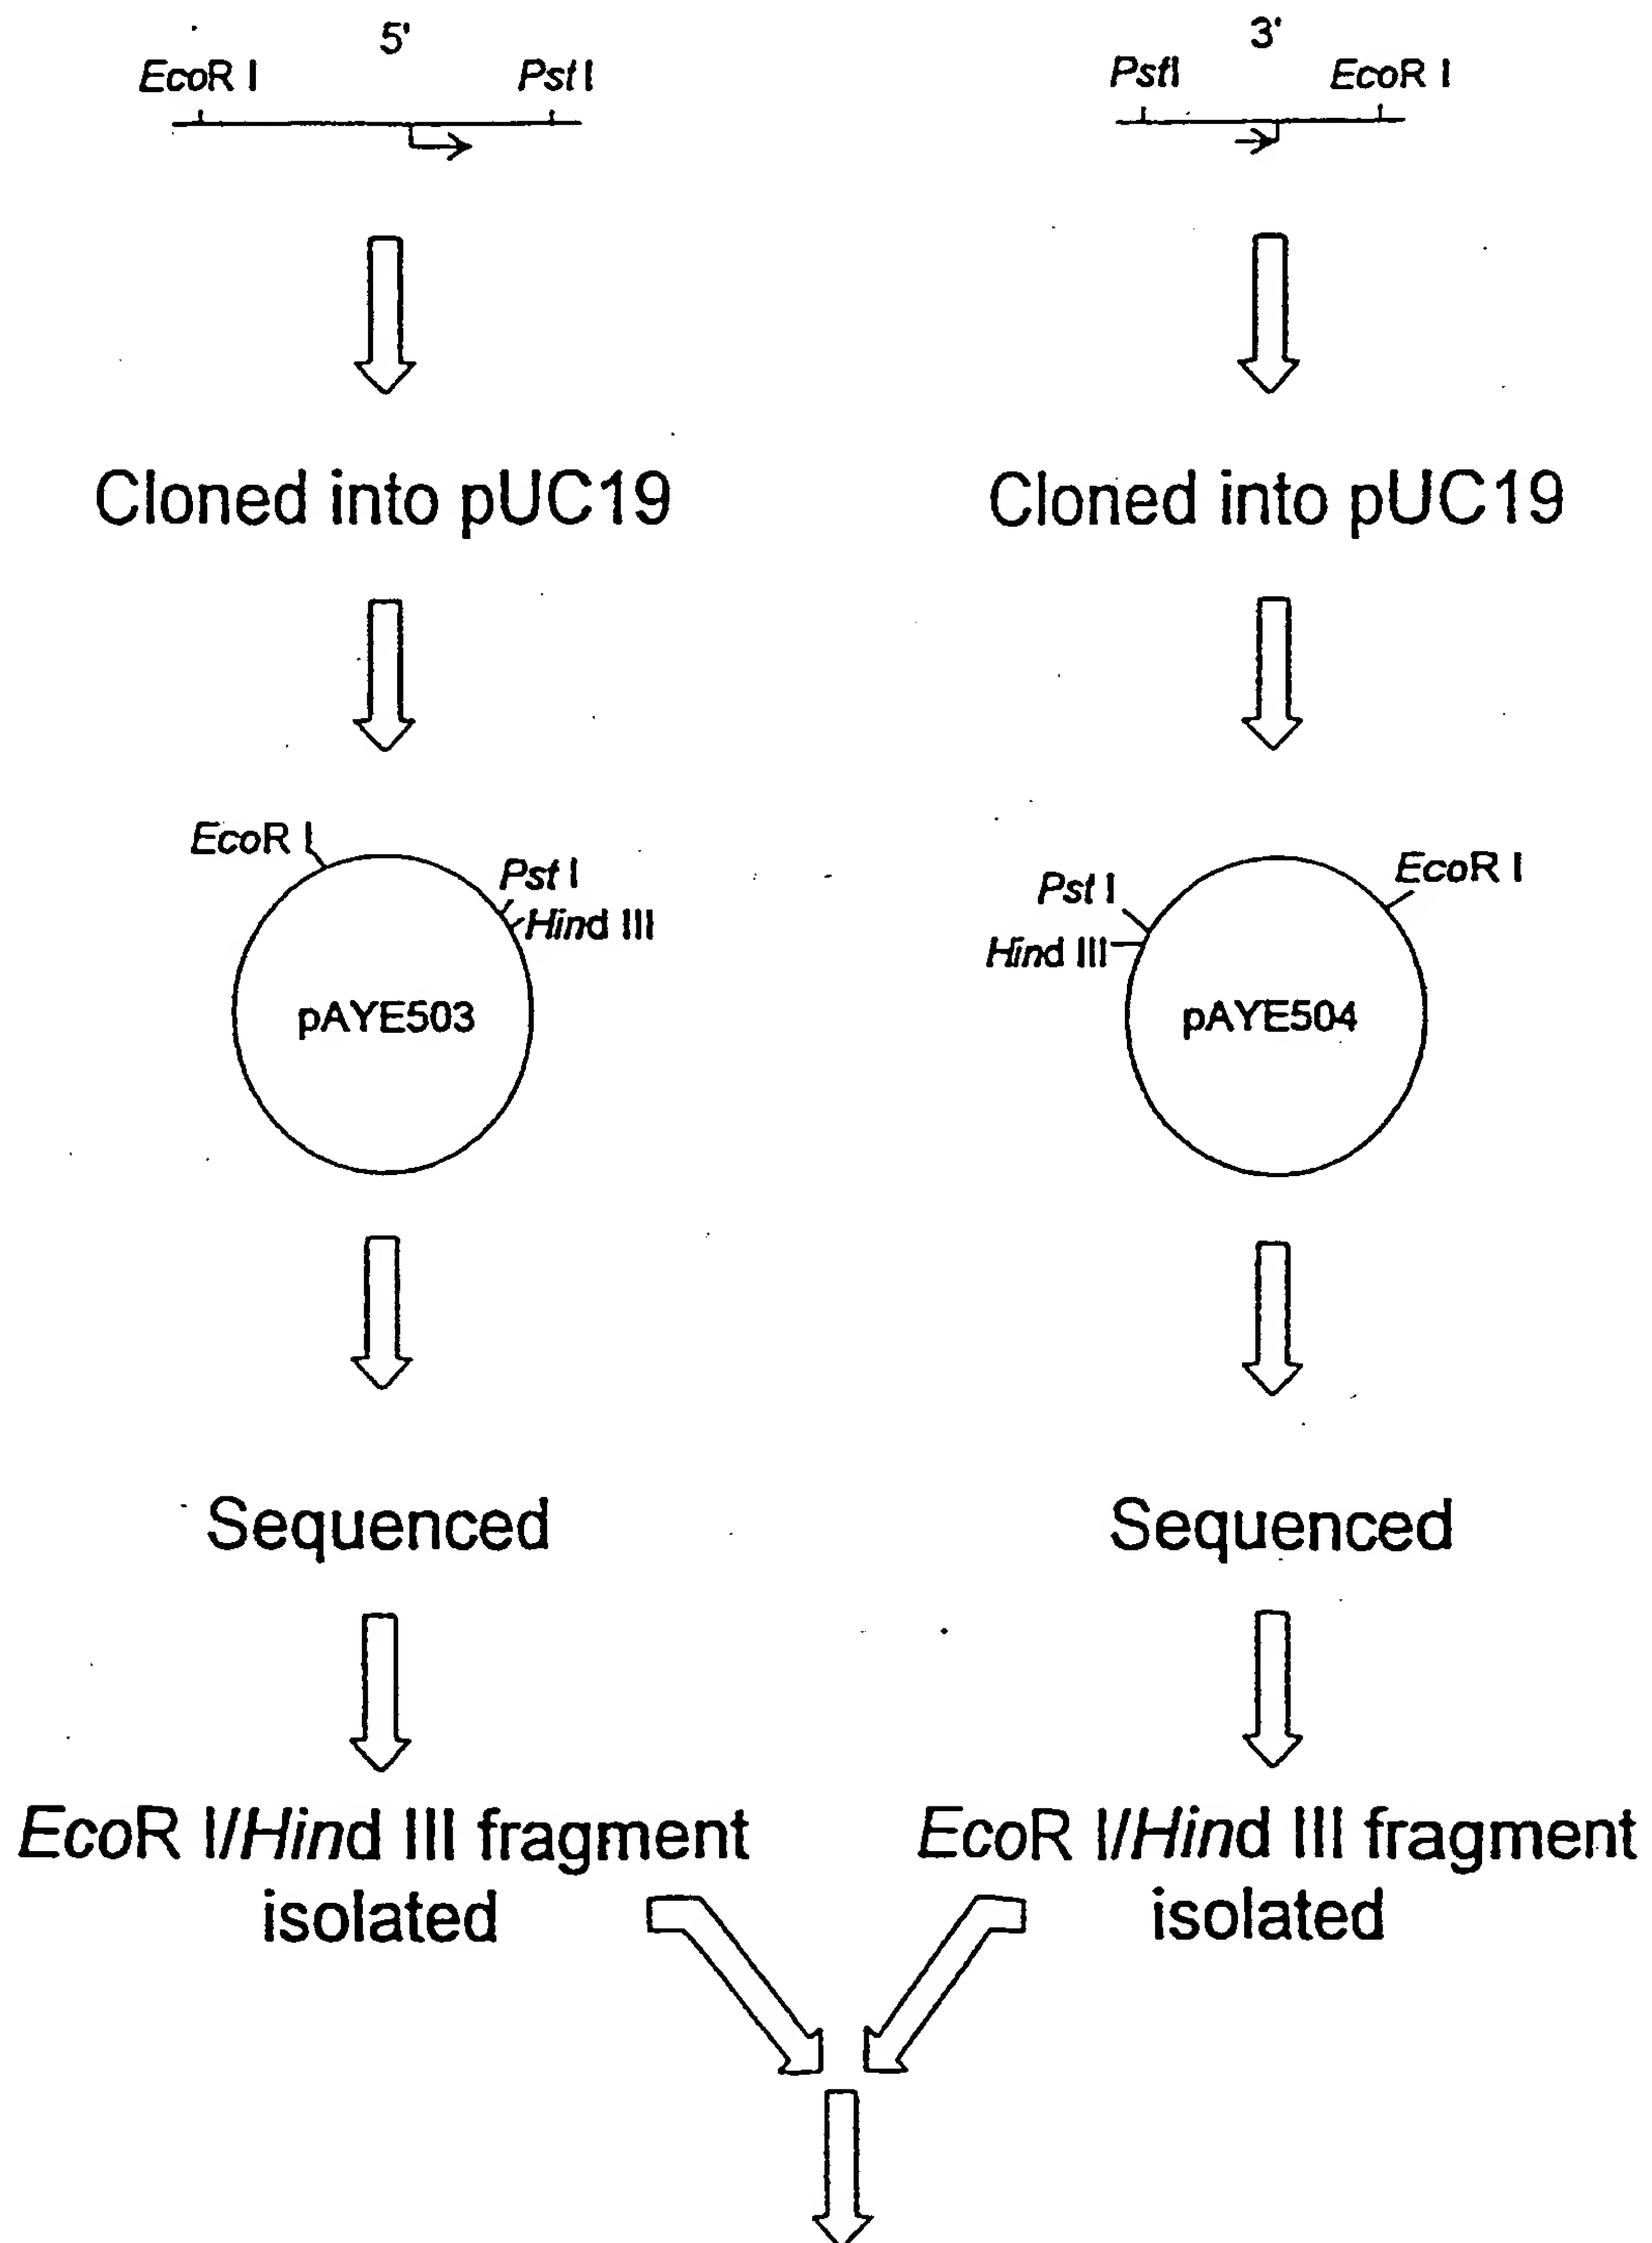 5'
EcoR I
Pst I
3'
PstI
EcoR I
Cloned into pUC19
Cloned into pUC19
EcoR I
Pst I
Hind III
pAYE503
Pst I
Hind III
EcoR I
pAYE504
Sequenced
Sequenced
EcoR I/Hind III fragment
isolated
EcoR I/Hind III fragment
isolated